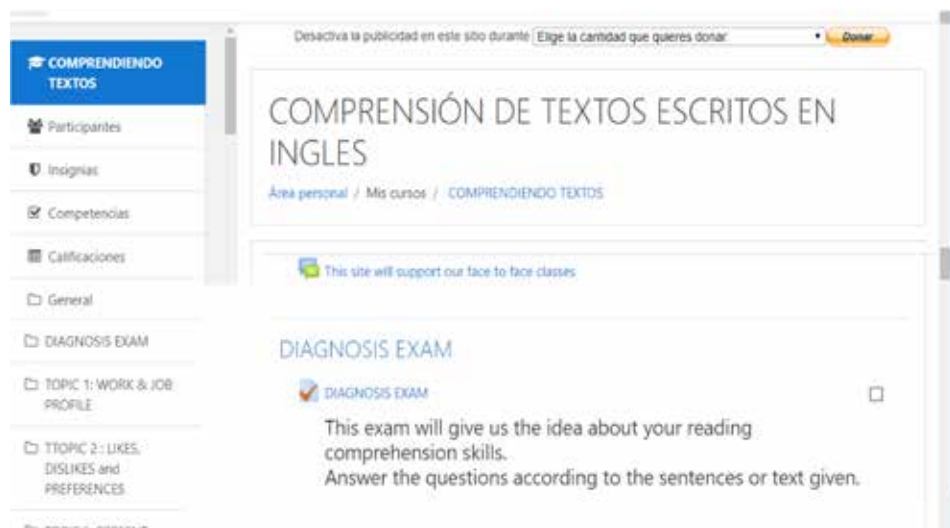 Desactiva la publicidad en este sitio durante Elige la cantidad que quieres donar Donar
COMPRENDIENDO
TEXTOS
Participantes
Insignias
Competencias
Calificaciones
General
DIAGNOSIS EXAM
TOPIC 1: WORK & JOB
PROFILE
TTOPIC 2 : LIKES,
DISLIKES and
PREFERENCES
COMPRENSIÓN DE TEXTOS ESCRITOS EN
INGLES
Área personal / Mis cursos / COMPRENDIENDO TEXTOS
This site will support our face to face classes
DIAGNOSIS EXAM
DIAGNOSIS EXAM
This exam will give us the idea about your reading
comprehension skills.
Answer the questions according to the sentences or text given.